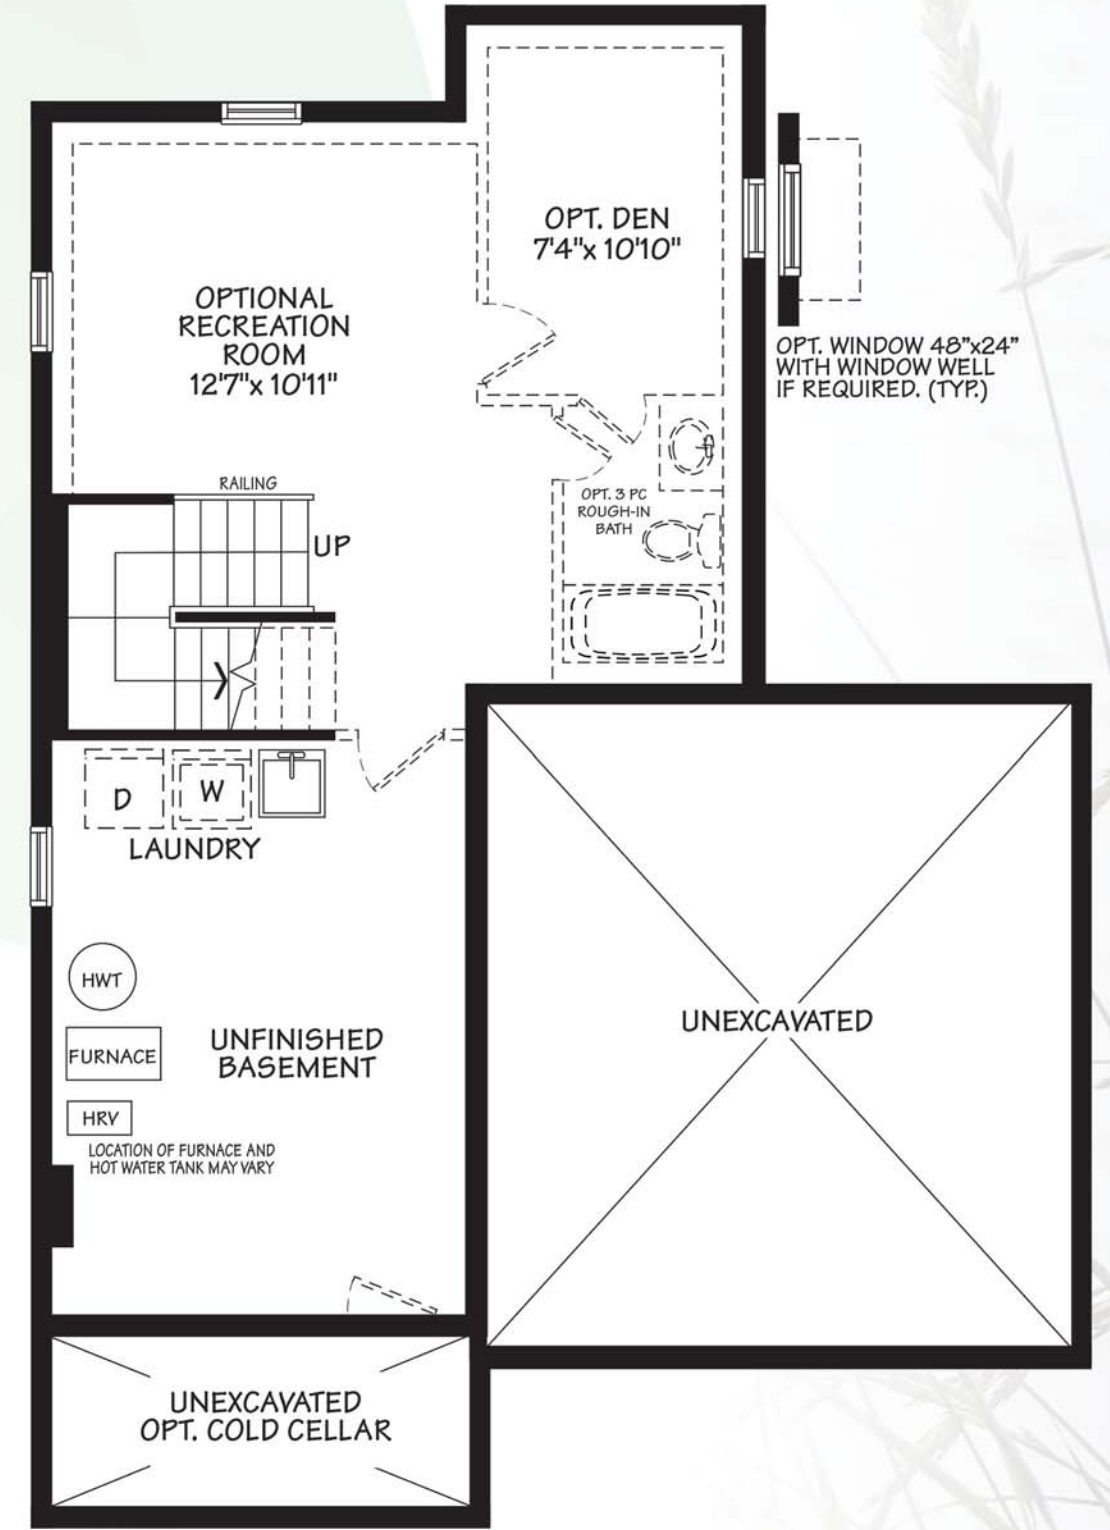 OPT. DEN
7'4"x 10'10"
OPTIONAL
RECREATION
ROOM
12'7"x 10'11"
OPT. WINDOW 48"x24"
WITH WINDOW WELL
IF REQUIRED. (TYP.)
RAILING
UP
OPT. 3 PC
ROUGH-IN
BATH
D
W
LAUNDRY
HWT
FURNACE
HRV
UNFINISHED
BASEMENT
LOCATION OF FURNACE AND
HOT WATER TANK MAY VARY
UNEXCAVATED
UNEXCAVATED
OPT. COLD CELLAR